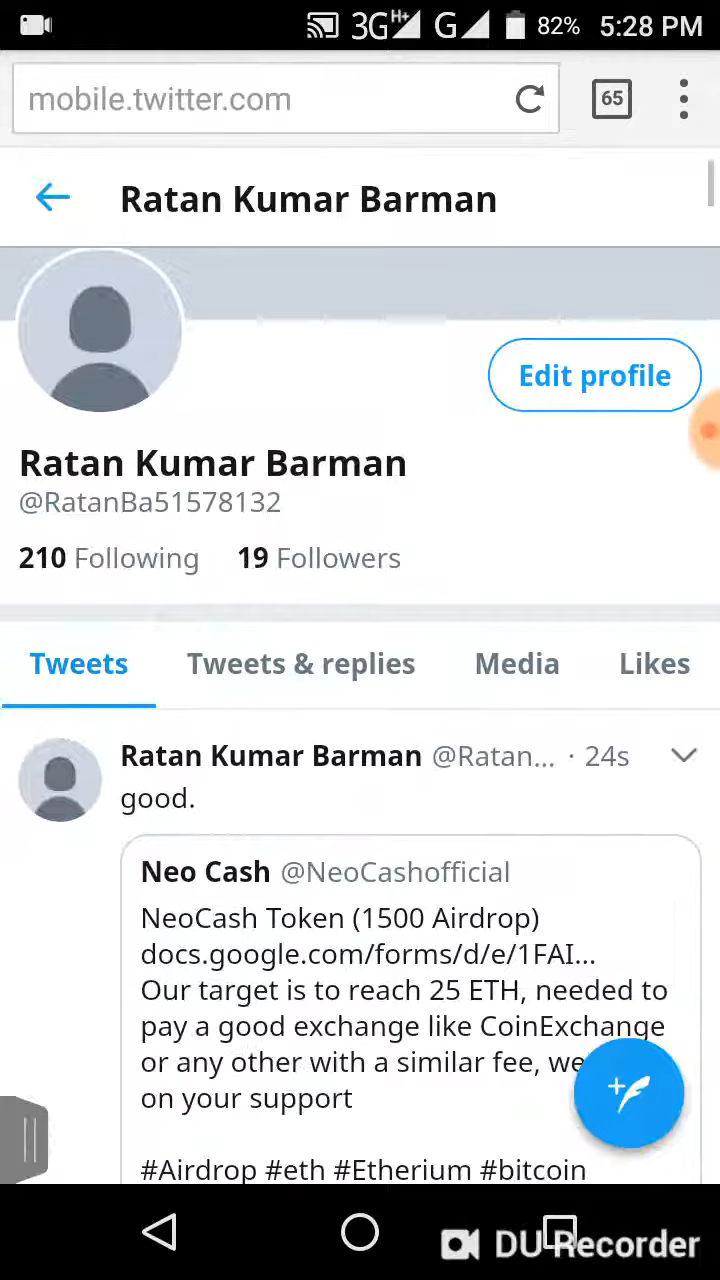 3G H+ G 82% 5:28 PM
mobile.twitter.com 65
Ratan Kumar Barman
Edit profile
Ratan Kumar Barman
@RatanBa51578132
210 Following 19 Followers
Tweets Tweets & replies Media Likes
Ratan Kumar Barman @Ratan... · 24s
good.
Neo Cash @NeoCashofficial
NeoCash Token (1500 Airdrop)
docs.google.com/forms/d/e/1FAI...
Our target is to reach 25 ETH, needed to
pay a good exchange like CoinExchange
or any other with a similar fee, we
on your support
#Airdrop #eth #Etherium #bitcoin
DU Recorder